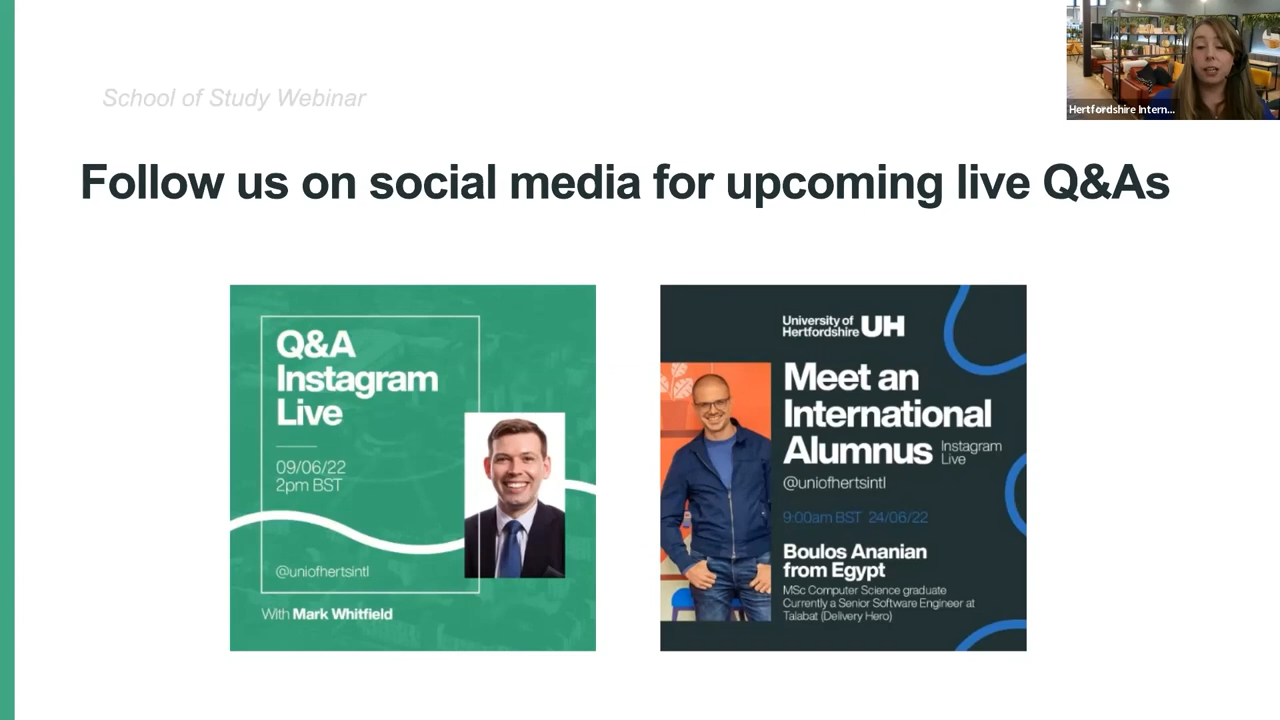 School of Study Webinar
Hertfordshire Intern...
Follow us on social media for upcoming live Q&As
Q&A
Instagram
Live
09/06/22
2pm BST
@uniofhertsintl
With Mark Whitfield
University of
Hertfordshire UH
Meet an
International
Alumnus Instagram
Live
@uniofhertsintl
9:00am BST 24/06/22
Boulos Ananian
from Egypt
MSc Computer Science graduate
Currently a Senior Software Engineer at
Talabat (Delivery Hero)